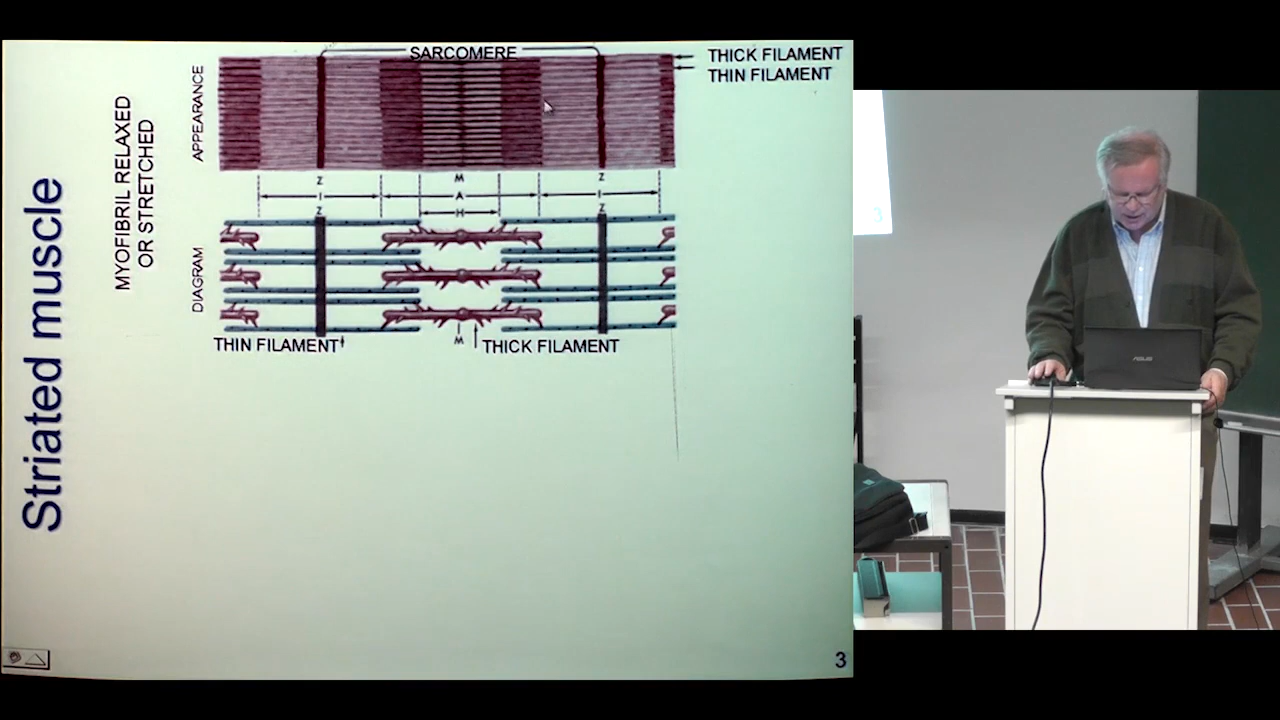 Striated muscle
MYOFIBRIL RELAXED
OR STRETCHED
APPEARANCE
SARCOMERE
THICK FILAMENT
THIN FILAMENT
Z M Z
I A I
Z H Z
DIAGRAM
THIN FILAMENT
M
THICK FILAMENT
3
3
ASUS